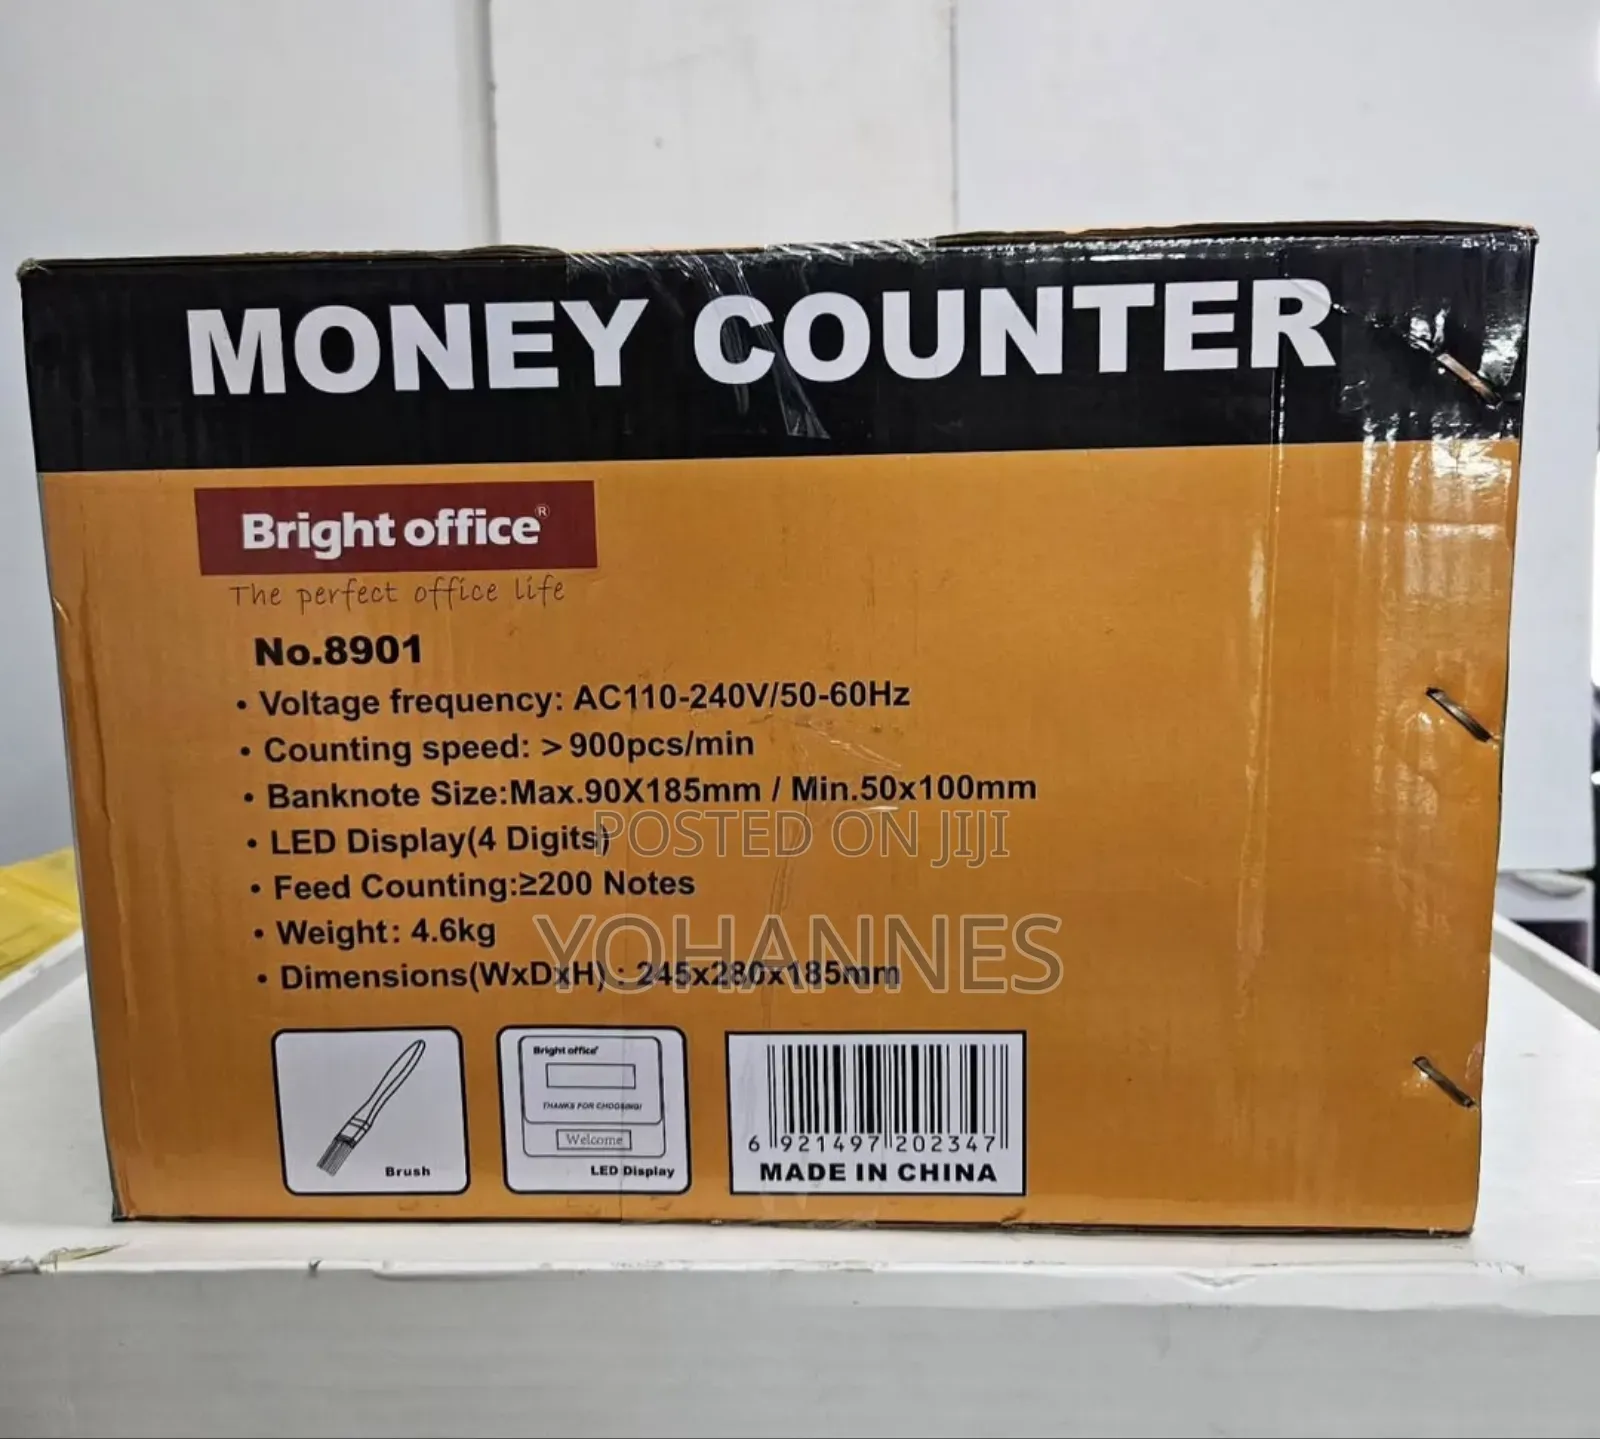 MONEY COUNTER
Bright office®
The perfect office life
No.8901
• Voltage frequency: AC110-240V/50-60Hz
• Counting speed: > 900pcs/min
• Banknote Size:Max.90X185mm / Min.50x100mm
• LED Display(4 Digits)
POSTED ON JIJI
• Feed Counting:≥200 Notes
• Weight: 4.6kg
YOHANNES
• Dimensions(WxDxH) : 245x280x185mm
Brush
Bright office
THANKS FOR CHOOSING!
Welcome
LED Display
6 921497 202347
MADE IN CHINA